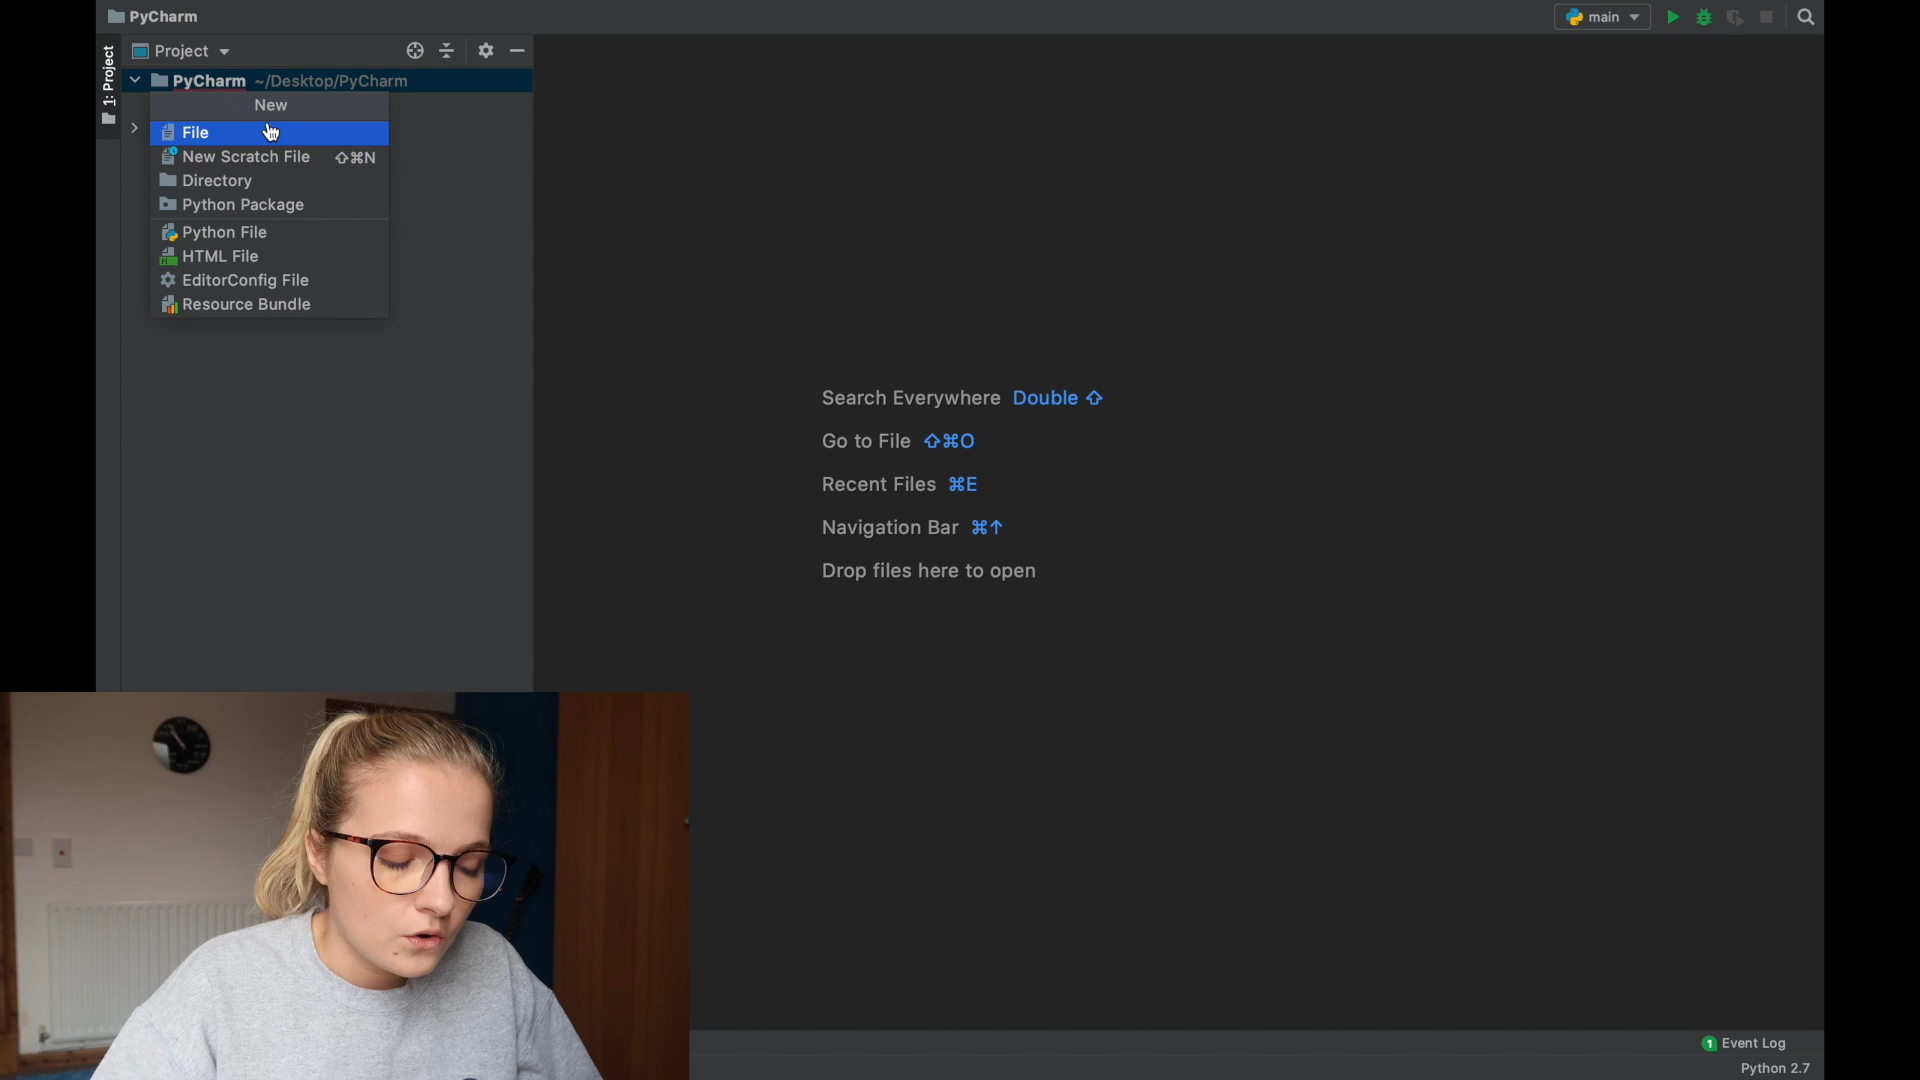 PyCharm
main
1: Project
Project
PyCharm ~/Desktop/PyCharm
New
File
New Scratch File ⇧⌘N
Directory
Python Package
Python File
HTML File
EditorConfig File
Resource Bundle
Search Everywhere Double ⇧
Go to File ⇧⌘O
Recent Files ⌘E
Navigation Bar ⌘↑
Drop files here to open
1 Event Log
Python 2.7